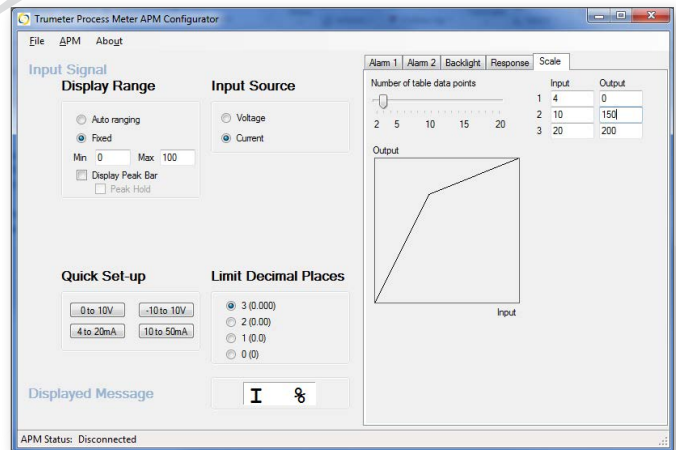 Trumeter Process Meter APM Configurator
File APM About
Input Signal
Display Range
Auto ranging
Fixed
Min 0 Max 100
Display Peak Bar
Peak Hold
Input Source
Voltage
Current
Quick Set-up
0 to 10V -10 to 10V
4 to 20mA 10 to 50mA
Limit Decimal Places
3 (0.000)
2 (0.00)
1 (0.0)
0 (0)
Displayed Message
I %
Alarm 1 Alarm 2 Backlight Response Scale
Number of table data points
2 5 10 15 20
Input Output
1 4 0
2 10 150
3 20 200
Output
Input
APM Status: Disconnected